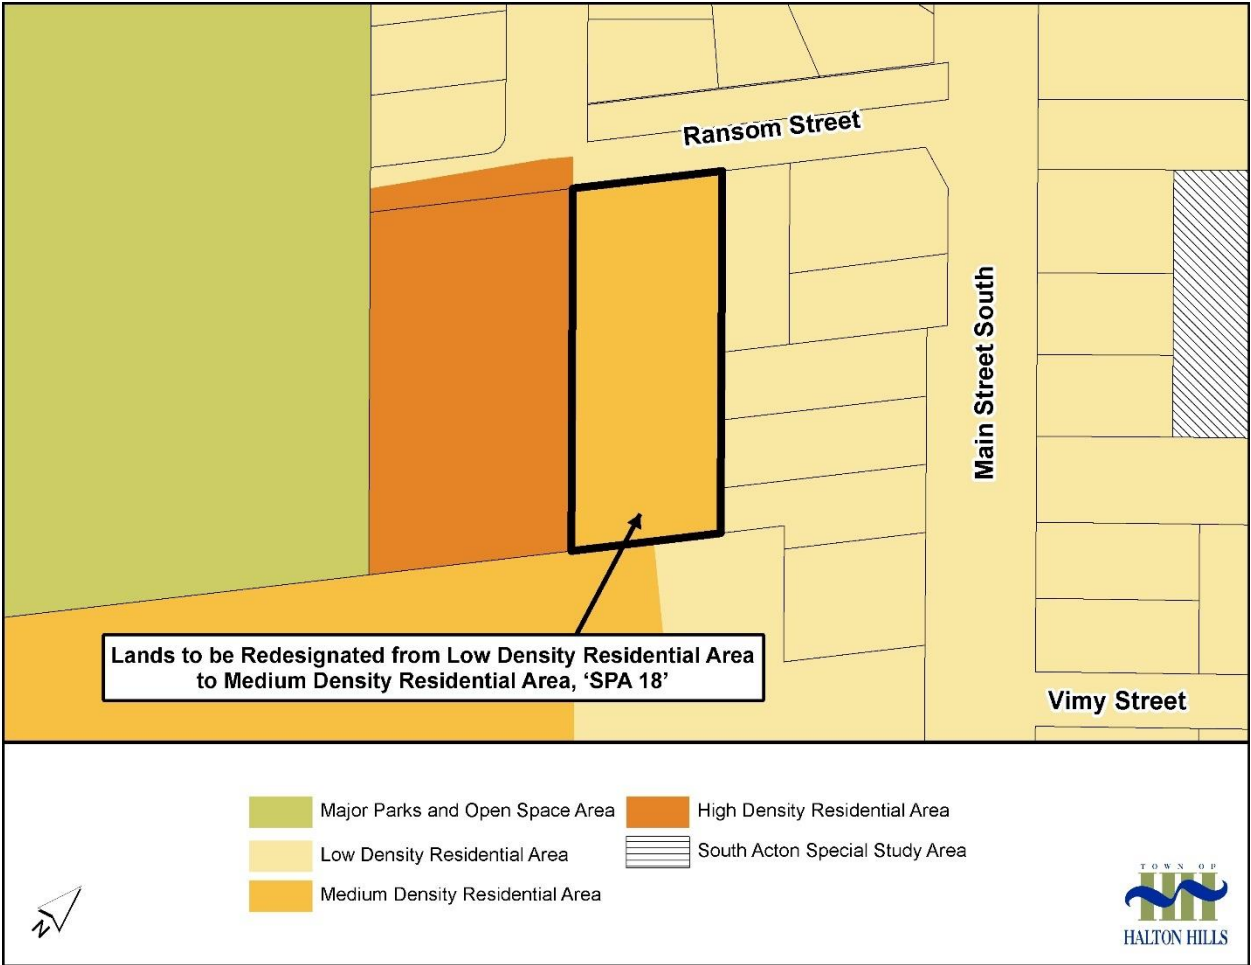 Ransom Street
Main Street South
Lands to be Redesignated from Low Density Residential Area
to Medium Density Residential Area, ‘SPA 18’
Vimy Street
Major Parks and Open Space Area
Low Density Residential Area
Medium Density Residential Area
High Density Residential Area
South Acton Special Study Area
N
TOWN OF
HALTON HILLS